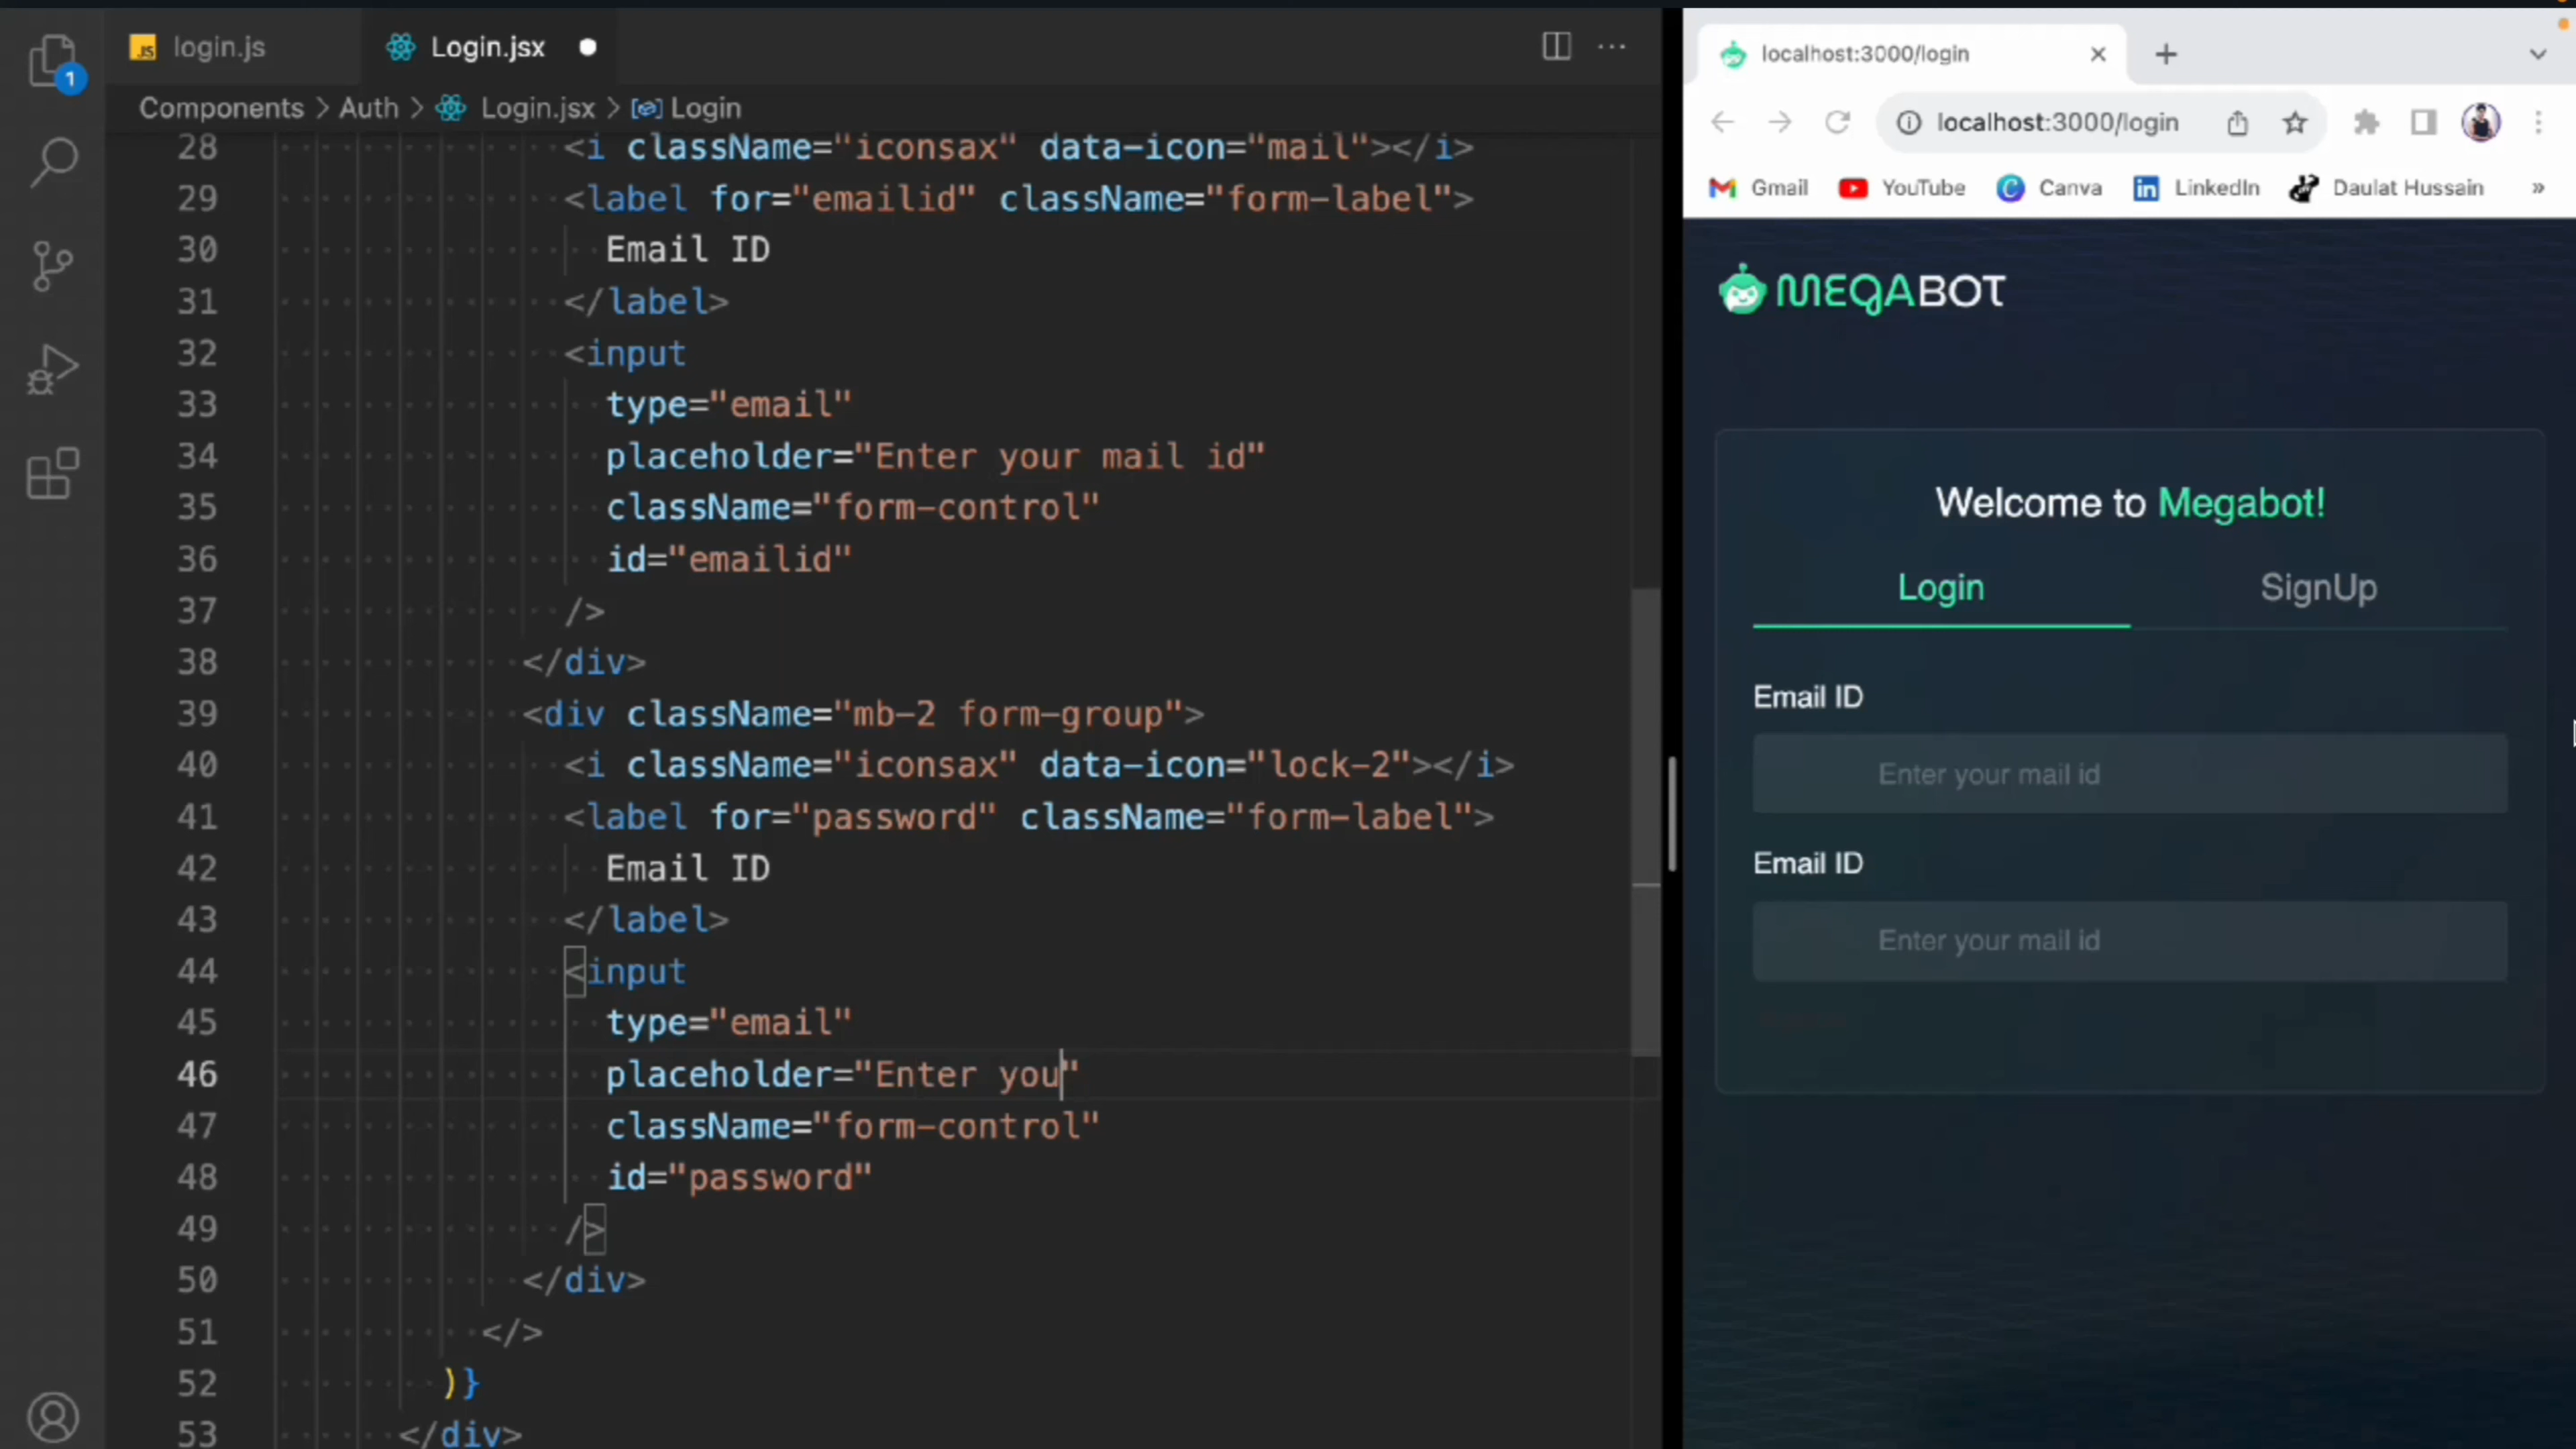 login.js
Login.jsx
1
Components > Auth > Login.jsx > Login
28 <i className="iconsax" data-icon="mail"></i>
29 <label for="emailid" className="form-label">
30 Email ID
31 </label>
32 <input
33 type="email"
34 placeholder="Enter your mail id"
35 className="form-control"
36 id="emailid"
37 />
38 </div>
39 <div className="mb-2 form-group">
40 <i className="iconsax" data-icon="lock-2"></i>
41 <label for="password" className="form-label">
42 Email ID
43 </label>
44 <input
45 type="email"
46 placeholder="Enter you"
47 className="form-control"
48 id="password"
49 />
50 </div>
51 </>
52 )}
53 </div>
localhost:3000/login
localhost:3000/login
Gmail YouTube Canva LinkedIn Daulat Hussain »
MEGABOT
Welcome to Megabot!
Login SignUp
Email ID
Enter your mail id
Email ID
Enter your mail id